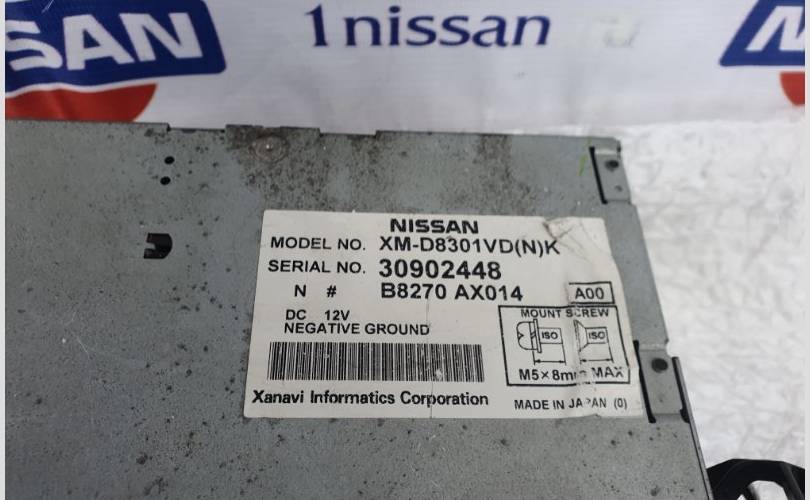 SAN
1nissan
N
NISSAN
MODEL NO. XM-D8301VD(N)K
SERIAL NO. 30902448
N # B8270 AX014 A00
DC 12V
NEGATIVE GROUND
MOUNT SCREW
ISO ISO
M5×8mm MAX
Xanavi Informatics Corporation
MADE IN JAPAN (0)